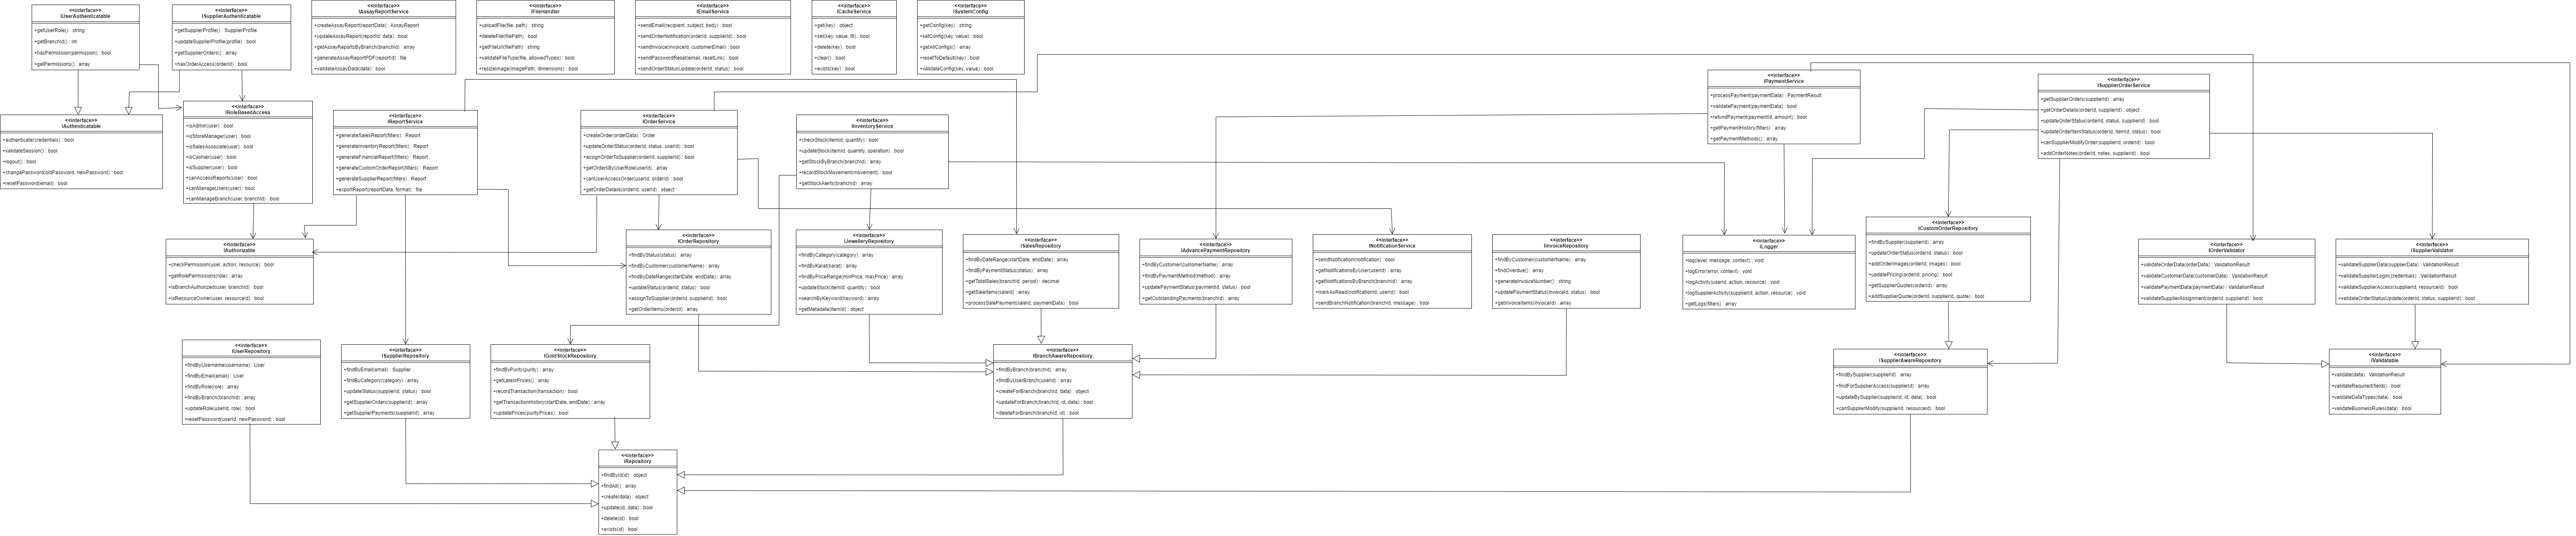 <<interface>>
IUserAuthenticatable
+getUserRole() : string
+getBranchId() : int
+hasPermission(permission) : bool
+getPermissions() : array
<<interface>>
ISupplierAuthenticatable
+getSupplierProfile() : SupplierProfile
+updateSupplierProfile(profile) : bool
+getSupplierOrders() : array
+hasOrderAccess(orderId) : bool
<<interface>>
IAssayReportService
+createAssayReport(reportData) : AssayReport
+updateAssayReport(reportId, data) : bool
+getAssayReportsByBranch(branchId) : array
+generateAssayReportPDF(reportId) : file
+validateAssayData(data) : bool
<<interface>>
IFileHandler
+uploadFile(file, path) : string
+deleteFile(filePath) : bool
+getFileUrl(filePath) : string
+validateFileType(file, allowedTypes) : bool
+resizeImage(imagePath, dimensions) : bool
<<interface>>
IEmailService
+sendEmail(recipient, subject, body) : bool
+sendOrderNotification(orderId, supplierId) : bool
+sendInvoice(invoiceId, customerEmail) : bool
+sendPasswordReset(email, resetLink) : bool
+sendOrderStatusUpdate(orderId, status) : bool
<<interface>>
ICacheService
+get(key) : object
+set(key, value, ttl) : bool
+delete(key) : bool
+clear() : bool
+exists(key) : bool
<<interface>>
ISystemConfig
+getConfig(key) : string
+setConfig(key, value) : bool
+getAllConfigs() : array
+resetToDefault(key) : bool
+validateConfig(key, value) : bool
<<interface>>
IPaymentService
+processPayment(paymentData) : PaymentResult
+validatePayment(paymentData) : bool
+refundPayment(paymentId, amount) : bool
+getPaymentHistory(filters) : array
+getPaymentMethods() : array
<<interface>>
ISupplierOrderService
+getSupplierOrders(supplierId) : array
+getOrderDetails(orderId, supplierId) : object
+updateOrderStatus(orderId, status, supplierId) : bool
+updateOrderItemStatus(orderId, itemId, status) : bool
+canSupplierModifyOrder(supplierId, orderId) : bool
+addOrderNotes(orderId, notes, supplierId) : bool
<<interface>>
IAuthenticatable
+authenticate(credentials) : bool
+validateSession() : bool
+logout() : bool
+changePassword(oldPassword, newPassword) : bool
+resetPassword(email) : bool
<<interface>>
IRoleBasedAccess
+isAdmin(user) : bool
+isStoreManager(user) : bool
+isSalesAssociate(user) : bool
+isCashier(user) : bool
+isSupplier(user) : bool
+canAccessReports(user) : bool
+canManageUsers(user) : bool
+canManageBranch(user, branchId) : bool
<<interface>>
IReportService
+generateSalesReport(filters) : Report
+generateInventoryReport(filters) : Report
+generateFinancialReport(filters) : Report
+generateCustomOrderReport(filters) : Report
+generateSupplierReport(filters) : Report
+exportReport(reportData, format) : file
<<interface>>
IOrderService
+createOrder(orderData) : Order
+updateOrderStatus(orderId, status, userId) : bool
+assignOrderToSupplier(orderId, supplierId) : bool
+getOrdersByUserRole(userId) : array
+canUserAccessOrder(userId, orderId) : bool
+getOrderDetails(orderId, userId) : object
<<interface>>
IInventoryService
+checkStock(itemId, quantity) : bool
+updateStock(itemId, quantity, operation) : bool
+getStockByBranch(branchId) : array
+recordStockMovement(movement) : bool
+getStockAlerts(branchId) : array
<<interface>>
IAuthorizable
+checkPermission(user, action, resource) : bool
+getRolePermissions(role) : array
+isBranchAuthorized(user, branchId) : bool
+isResourceOwner(user, resourceId) : bool
<<interface>>
IOrderRepository
+findByStatus(status) : array
+findByCustomer(customerName) : array
+findByDateRange(startDate, endDate) : array
+updateStatus(orderId, status) : bool
+assignToSupplier(orderId, supplierId) : bool
+getOrderItems(orderId) : array
<<interface>>
IJewelleryRepository
+findByCategory(category) : array
+findByKarat(karat) : array
+findByPriceRange(minPrice, maxPrice) : array
+updateStock(itemId, quantity) : bool
+searchByKeyword(keyword) : array
+getMetadata(itemId) : object
<<interface>>
ISalesRepository
+findByDateRange(startDate, endDate) : array
+findByPaymentStatus(status) : array
+getTotalSales(branchId, period) : decimal
+getSaleItems(saleId) : array
+processSalePayment(saleId, paymentData) : bool
<<interface>>
IAdvancePaymentRepository
+findByCustomer(customerName) : array
+findByPaymentMethod(method) : array
+updatePaymentStatus(paymentId, status) : bool
+getOutstandingPayments(branchId) : array
<<interface>>
INotificationService
+sendNotification(notification) : bool
+getNotificationsByUser(userId) : array
+getNotificationsByBranch(branchId) : array
+markAsRead(notificationId, userId) : bool
+sendBranchNotification(branchId, message) : bool
<<interface>>
IInvoiceRepository
+findByCustomer(customerName) : array
+findOverdue() : array
+generateInvoiceNumber() : string
+updatePaymentStatus(invoiceId, status) : bool
+getInvoiceItems(invoiceId) : array
<<interface>>
ILogger
+log(level, message, context) : void
+logError(error, context) : void
+logActivity(userId, action, resource) : void
+logSupplierActivity(supplierId, action, resource) : void
+getLogs(filters) : array
<<interface>>
ICustomOrderRepository
+findBySupplier(supplierId) : array
+updateOrderStatus(orderId, status) : bool
+addOrderImages(orderId, images) : bool
+updatePricing(orderId, pricing) : bool
+getSupplierQuotes(orderId) : array
+addSupplierQuote(orderId, supplierId, quote) : bool
<<interface>>
IOrderValidator
+validateOrderData(orderData) : ValidationResult
+validateCustomerData(customerData) : ValidationResult
+validatePaymentData(paymentData) : ValidationResult
+validateSupplierAssignment(orderId, supplierId) : bool
<<interface>>
ISupplierValidator
+validateSupplierData(supplierData) : ValidationResult
+validateSupplierLogin(credentials) : ValidationResult
+validateSupplierAccess(supplierId, resourceId) : bool
+validateOrderStatusUpdate(orderId, status, supplierId) : bool
<<interface>>
IUserRepository
+findByUsername(username) : User
+findByEmail(email) : User
+findByRole(role) : array
+findByBranch(branchId) : array
+updateRole(userId, role) : bool
+resetPassword(userId, newPassword) : bool
<<interface>>
ISupplierRepository
+findByEmail(email) : Supplier
+findByCategory(category) : array
+updateStatus(supplierId, status) : bool
+getSupplierOrders(supplierId) : array
+getSupplierPayments(supplierId) : array
<<interface>>
IGoldStockRepository
+findByPurity(purity) : array
+getLatestPrices() : array
+recordTransaction(transaction) : bool
+getTransactionHistory(startDate, endDate) : array
+updatePrices(purityPrices) : bool
<<interface>>
IBranchAwareRepository
+findByBranch(branchId) : array
+findByUserBranch(userId) : array
+createForBranch(branchId, data) : object
+updateForBranch(branchId, id, data) : bool
+deleteForBranch(branchId, id) : bool
<<interface>>
ISupplierAwareRepository
+findBySupplier(supplierId) : array
+findForSupplierAccess(supplierId) : array
+updateBySupplier(supplierId, id, data) : bool
+canSupplierModify(supplierId, resourceId) : bool
<<interface>>
IValidatable
+validate(data) : ValidationResult
+validateRequired(fields) : bool
+validateDataTypes(data) : bool
+validateBusinessRules(data) : bool
<<interface>>
IRepository
+findById(id) : object
+findAll() : array
+create(data) : object
+update(id, data) : bool
+delete(id) : bool
+exists(id) : bool